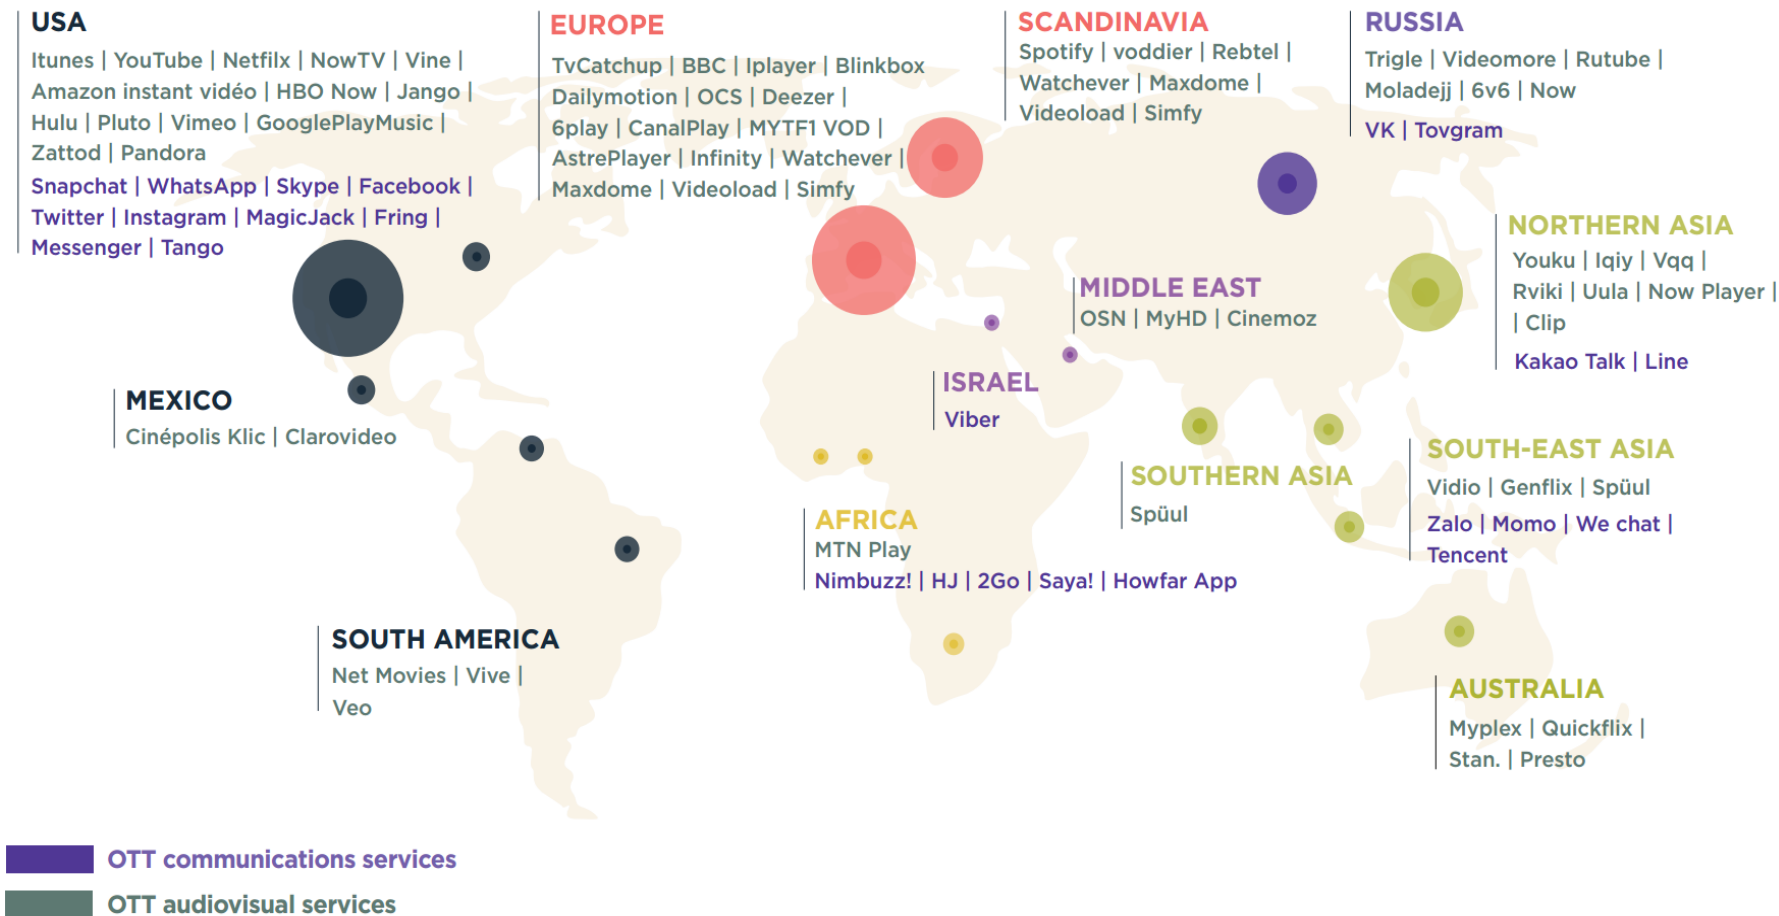 USA
Itunes | YouTube | Netfilx | NowTV | Vine |
Amazon instant vidéo | HBO Now | Jango |
Hulu | Pluto | Vimeo | GooglePlayMusic |
Zattod | Pandora
Snapchat | WhatsApp | Skype | Facebook |
Twitter | Instagram | MagicJack | Fring |
Messenger | Tango
EUROPE
TvCatchup | BBC | Iplayer | Blinkbox
Dailymotion | OCS | Deezer |
6play | CanalPlay | MYTF1 VOD |
AstrePlayer | Infinity | Watchever |
Maxdome | Videoload | Simfy
SCANDINAVIA
Spotify | voddier | Rebtel |
Watchever | Maxdome |
Videoload | Simfy
RUSSIA
Trigle | Videomore | Rutube |
Moladejj | 6v6 | Now
VK | Tovgram
NORTHERN ASIA
Youku | Iqiy | Vqq |
Rviki | Uula | Now Player |
| Clip
Kakao Talk | Line
MIDDLE EAST
OSN | MyHD | Cinemoz
ISRAEL
Viber
MEXICO
Cinépolis Klic | Clarovideo
SOUTHERN ASIA
Spüul
SOUTH-EAST ASIA
Vidio | Genflix | Spüul
Zalo | Momo | We chat |
Tencent
AFRICA
MTN Play
Nimbuzz! | HJ | 2Go | Saya! | Howfar App
SOUTH AMERICA
Net Movies | Vive |
Veo
AUSTRALIA
Myplex | Quickflix |
Stan. | Presto
OTT communications services
OTT audiovisual services